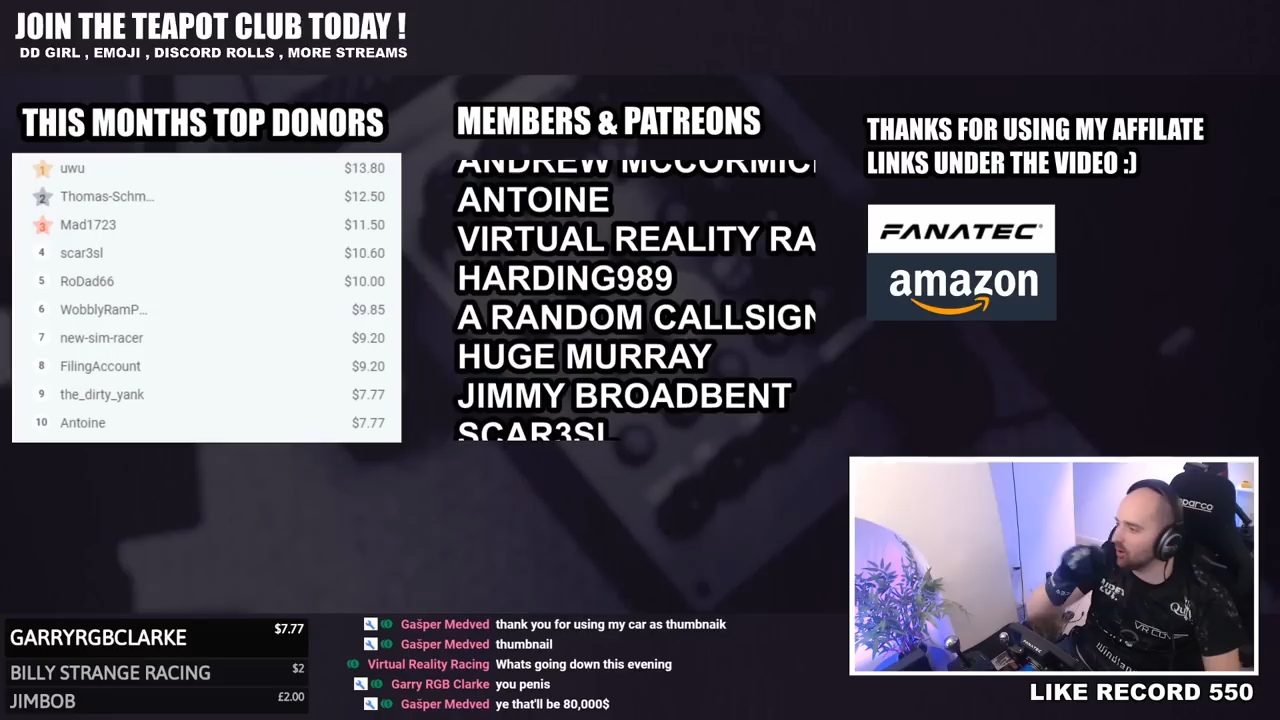 JOIN THE TEAPOT CLUB TODAY !
DD GIRL , EMOJI , DISCORD ROLLS , MORE STREAMS
THIS MONTHS TOP DONORS
1 uwu $13.80
2 Thomas-Schm... $12.50
3 Mad1723 $11.50
4 scar3sl $10.60
5 RoDad66 $10.00
6 WobblyRamP... $9.85
7 new-sim-racer $9.20
8 FilingAccount $9.20
9 the_dirty_yank $7.77
10 Antoine $7.77
MEMBERS & PATREONS
ANDREW MCCORMIC
ANTOINE
VIRTUAL REALITY RA
HARDING989
A RANDOM CALLSIGN
HUGE MURRAY
JIMMY BROADBENT
SCAR3SL
THANKS FOR USING MY AFFILATE
LINKS UNDER THE VIDEO :)
FANATEC
amazon
sparco
FANATEC
GARRYRGBCLARKE $7.77
BILLY STRANGE RACING $2
JIMBOB £2.00
Gašper Medved thank you for using my car as thumbnaik
Gašper Medved thumbnail
Virtual Reality Racing Whats going down this evening
Garry RGB Clarke you penis
Gašper Medved ye that'll be 80,000$
LIKE RECORD 550